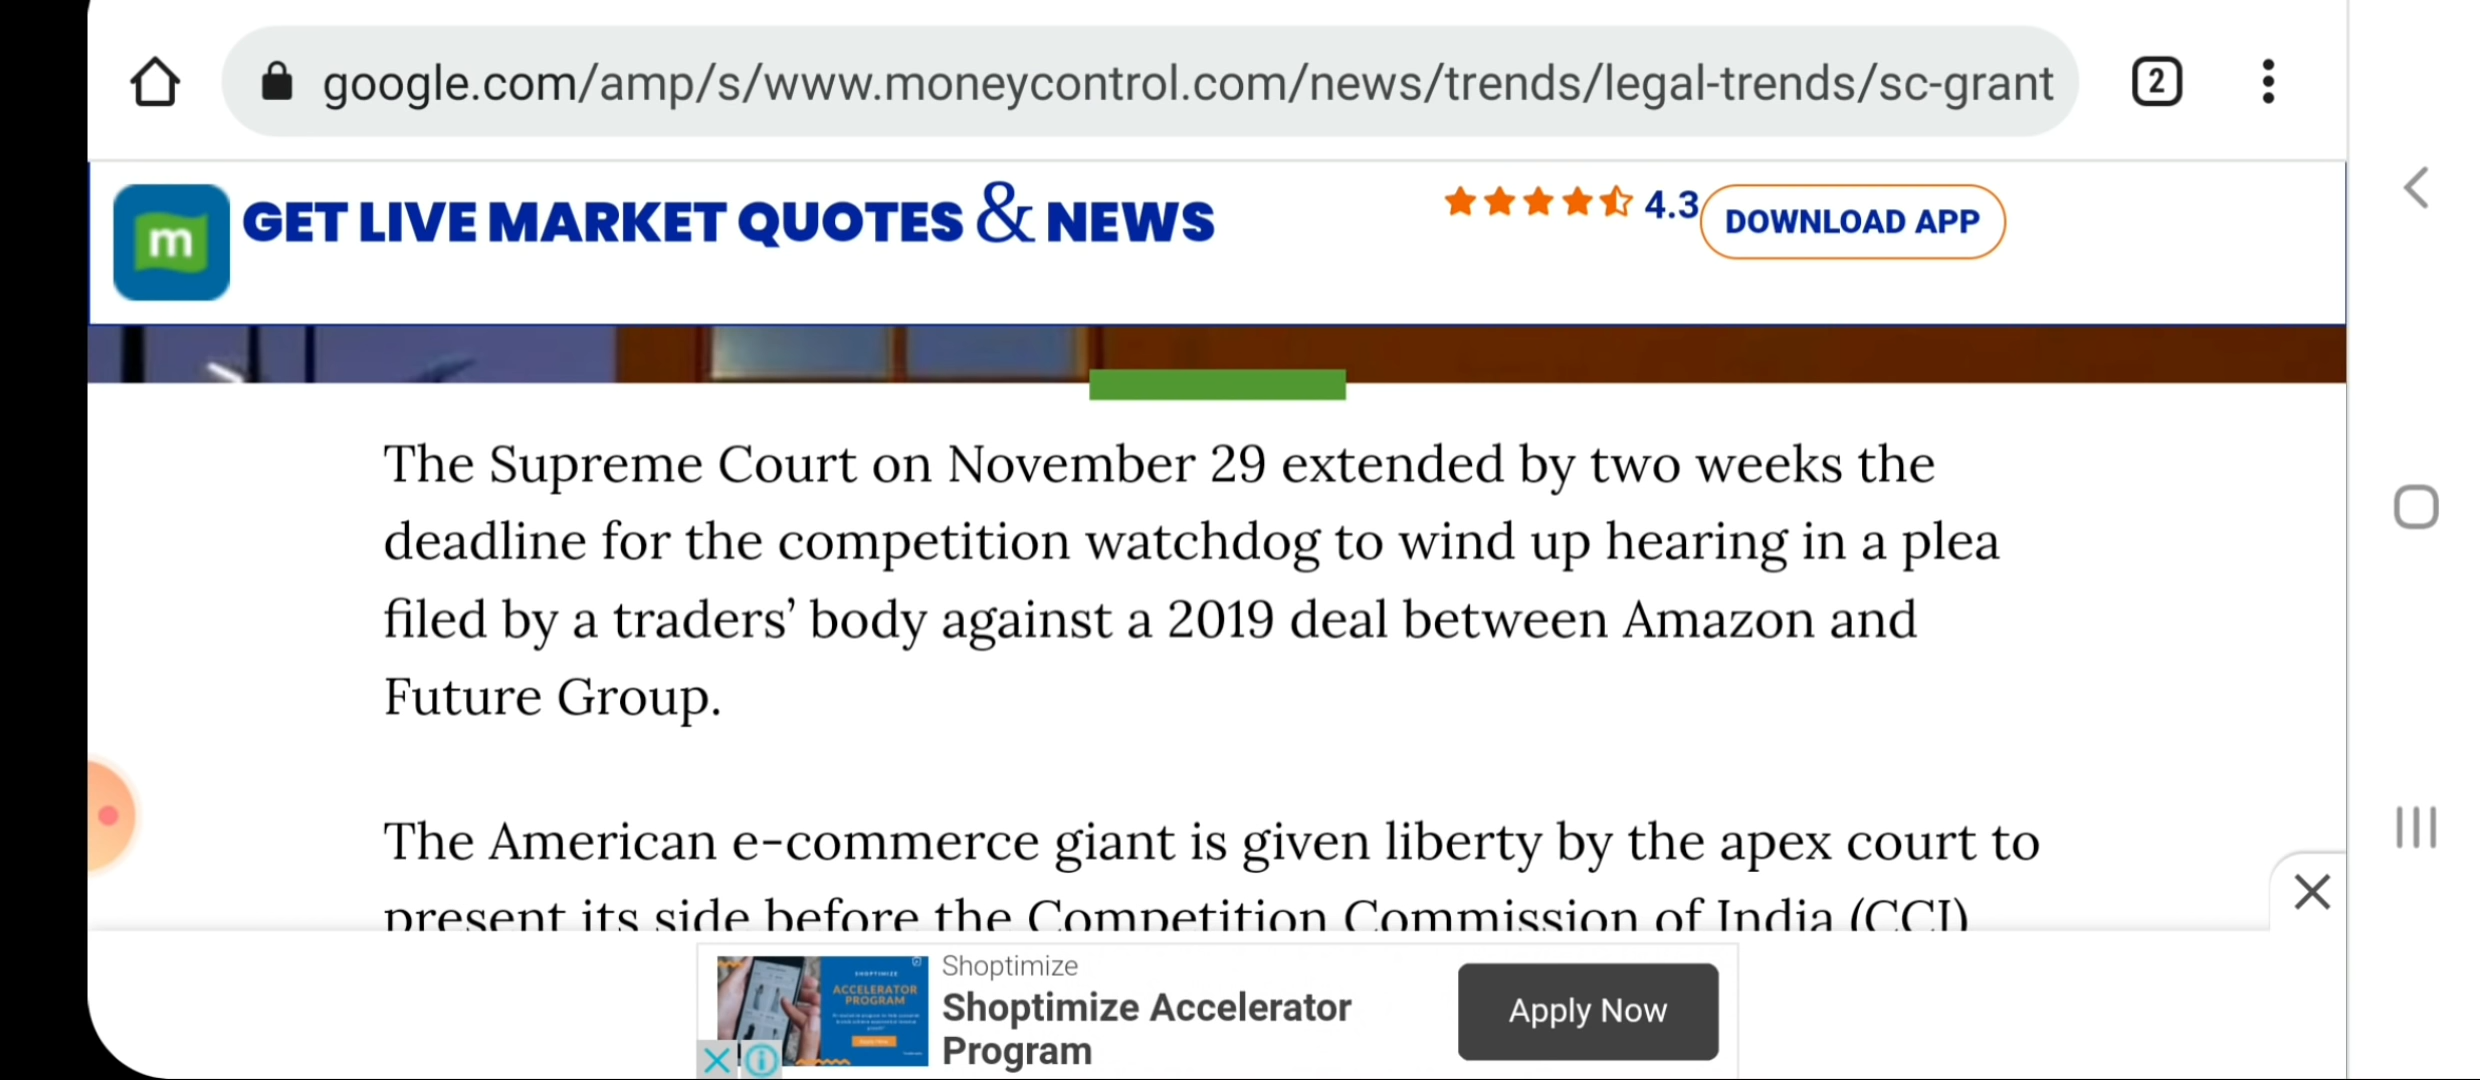 google.com/amp/s/www.moneycontrol.com/news/trends/legal-trends/sc-grant
2
m
GET LIVE MARKET QUOTES & NEWS
4.3
DOWNLOAD APP
The Supreme Court on November 29 extended by two weeks the
deadline for the competition watchdog to wind up hearing in a plea
filed by a traders’ body against a 2019 deal between Amazon and
Future Group.
The American e-commerce giant is given liberty by the apex court to
present its side before the Competition Commission of India (CCI)
Shoptimize
Shoptimize Accelerator
Program
Apply Now
SHOPTIMIZE
ACCELERATOR
PROGRAM